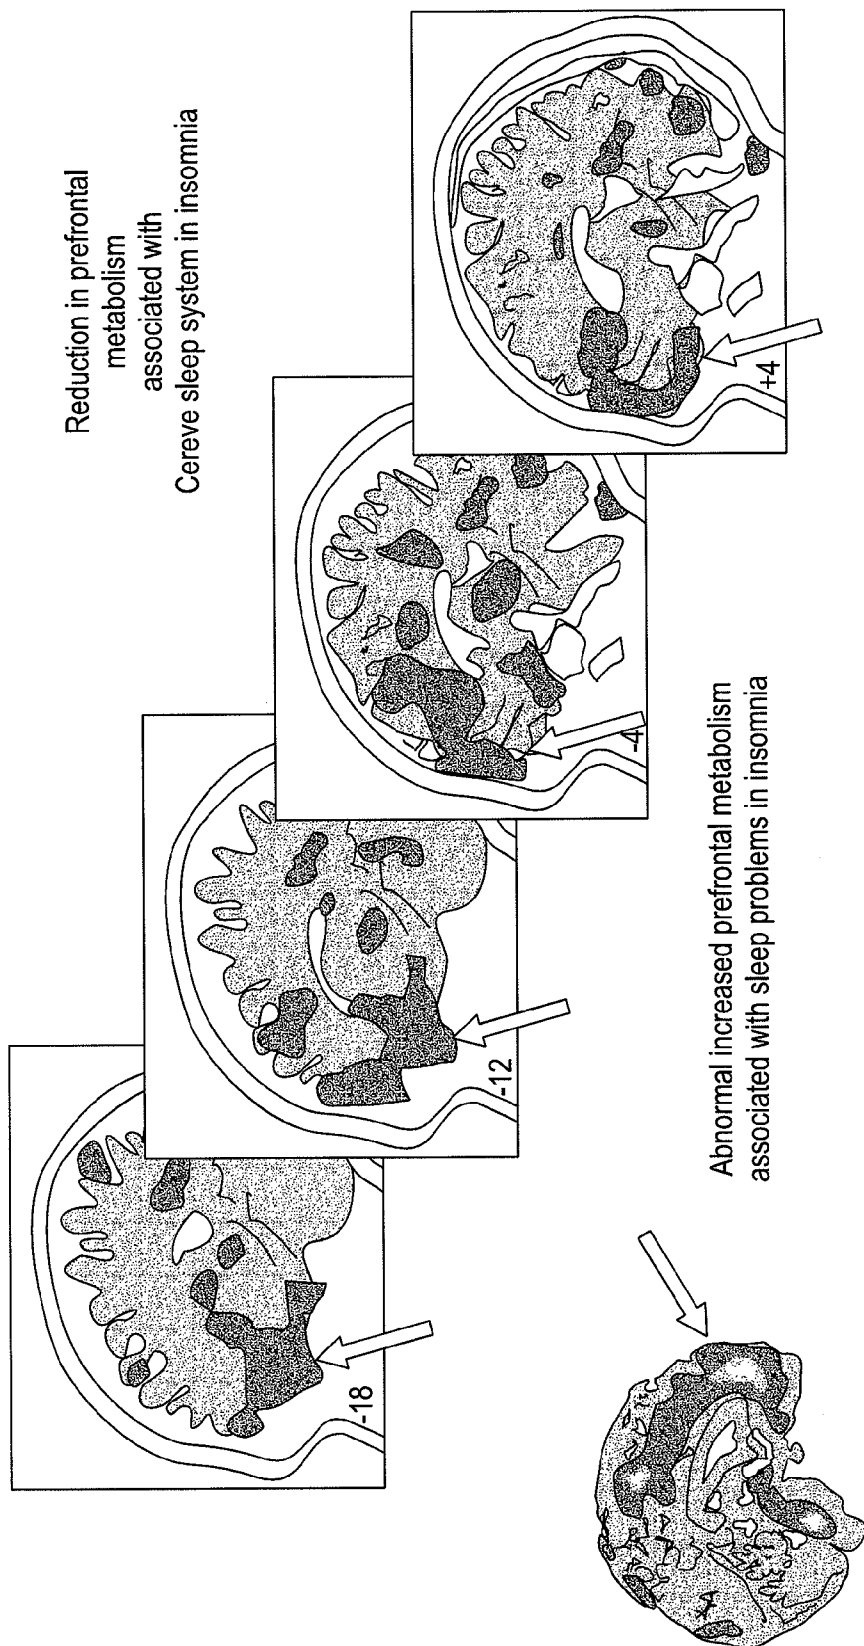 Reduction in prefrontal
metabolism
associated with
Cereve sleep system in insomnia
-18
-12
-4
+4
Abnormal increased prefrontal metabolism
associated with sleep problems in insomnia